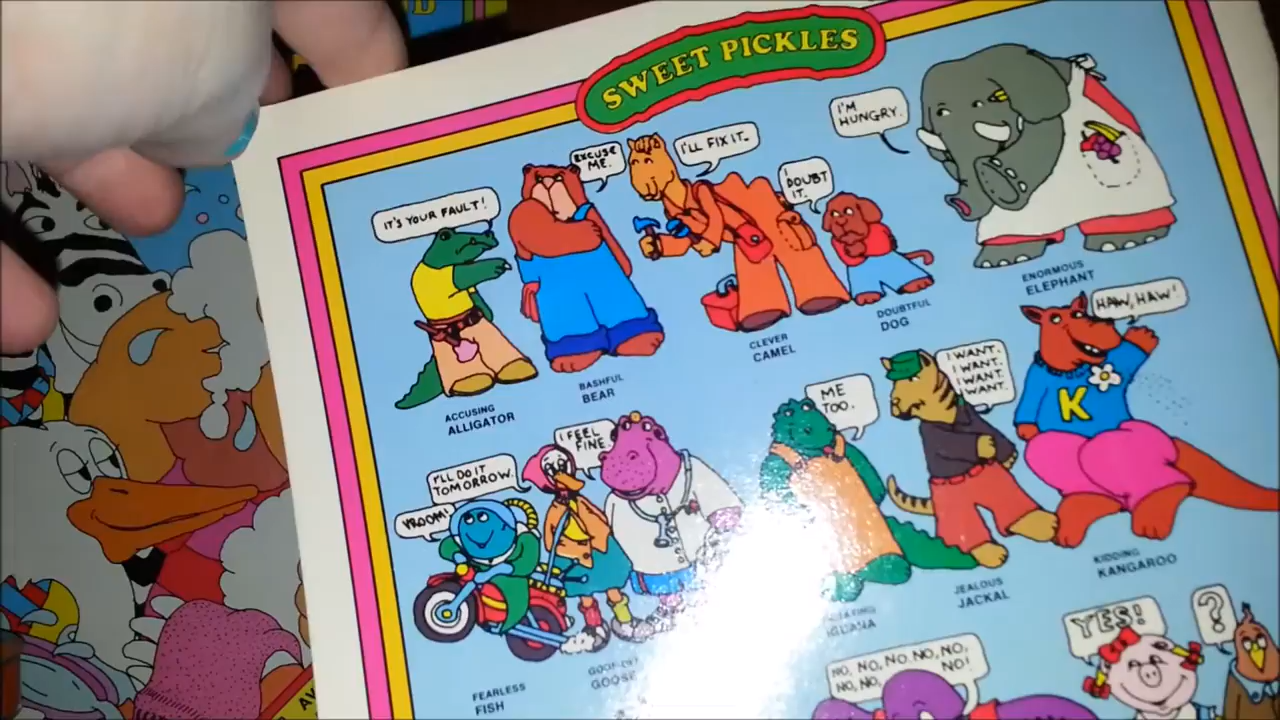 SWEET PICKLES
IT'S YOUR FAULT!
EXCUSE
ME.
I'LL FIX IT.
I
DOUBT
IT.
I'M
HUNGRY.
ACCUSING
ALLIGATOR
BASHFUL
BEAR
CLEVER
CAMEL
DOUBTFUL
DOG
ENORMOUS
ELEPHANT
VROOM!
I'LL DO IT
TOMORROW.
I FEEL
FINE.
ME
TOO.
I WANT.
I WANT.
I WANT.
I WANT.
HAW, HAW!
K
FEARLESS
FISH
GOOSE
IGUANA
JEALOUS
JACKAL
KIDDING
KANGAROO
NO, NO, NO, NO, NO,
NO, NO, NO!
YES!
?